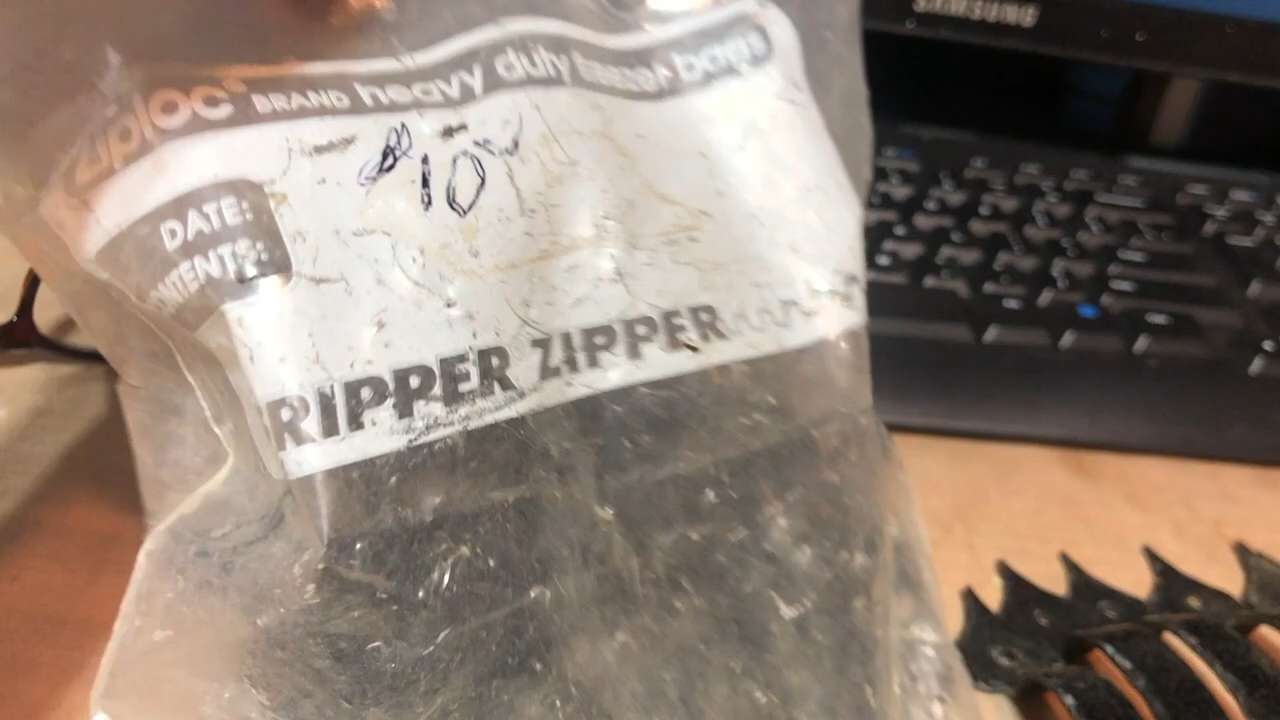 SAMSUNG
ziploc BRAND heavy duty freezer bags
$10
DATE:
CONTENTS:
RIPPER ZIPPER